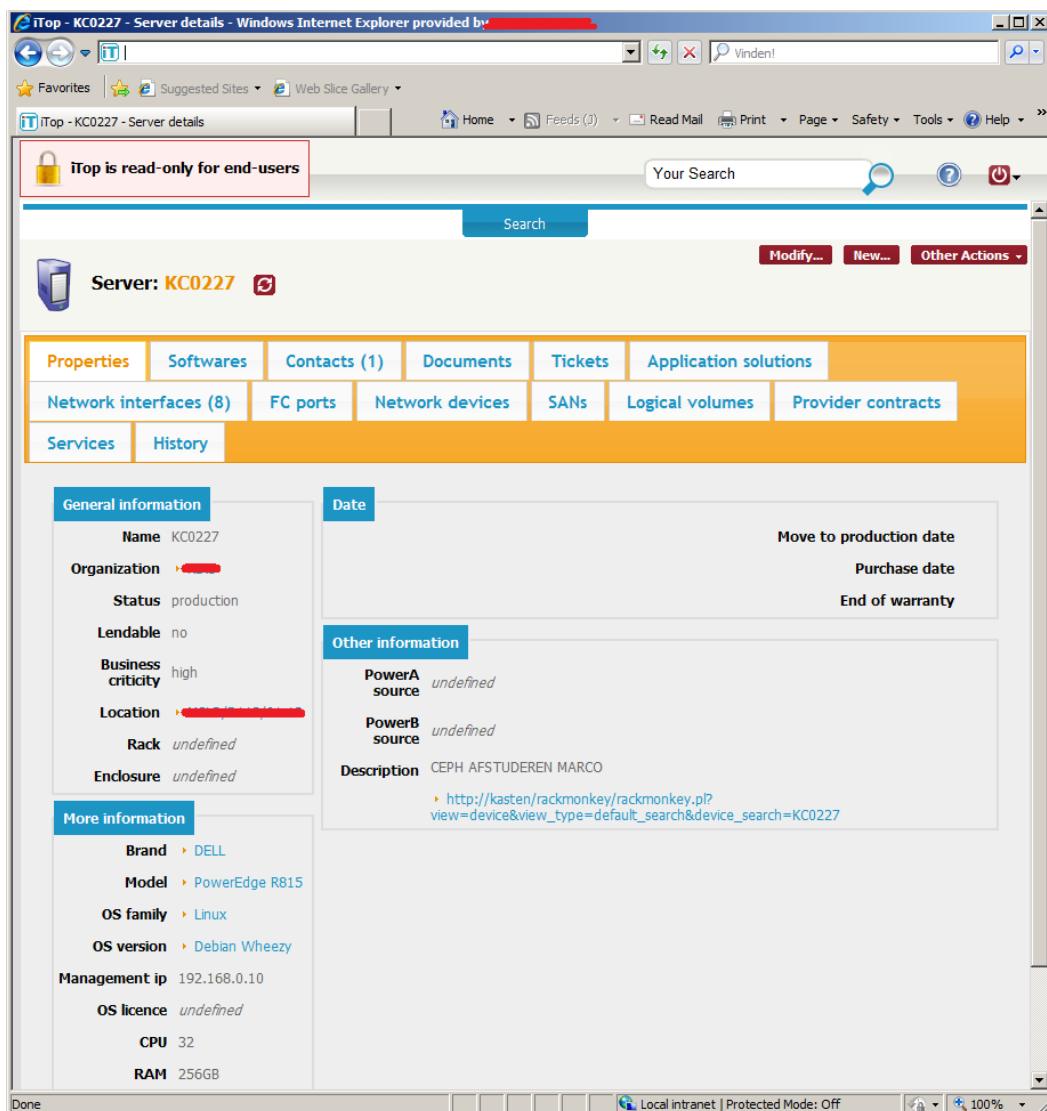 iTop - KC0227 - Server details - Windows Internet Explorer provided by
iT
Vinden!
Favorites Suggested Sites Web Slice Gallery
iTop - KC0227 - Server details Home Feeds (J) Read Mail Print Page Safety Tools Help »
iTop is read-only for end-users
Your Search
Search
Modify... New... Other Actions
Server: KC0227
Properties Softwares Contacts (1) Documents Tickets Application solutions
Network interfaces (8) FC ports Network devices SANs Logical volumes Provider contracts
Services History
General information
Name KC0227
Organization
Status production
Lendable no
Business
criticity high
Location
Rack undefined
Enclosure undefined
Date
Move to production date
Purchase date
End of warranty
Other information
PowerA
source undefined
PowerB
source undefined
Description CEPH AFSTUDEREN MARCO
http://kasten/rackmonkey/rackmonkey.pl?
view=device&view_type=default_search&device_search=KC0227
More information
Brand DELL
Model PowerEdge R815
OS family Linux
OS version Debian Wheezy
Management ip 192.168.0.10
OS licence undefined
CPU 32
RAM 256GB
Done Local intranet | Protected Mode: Off 100%